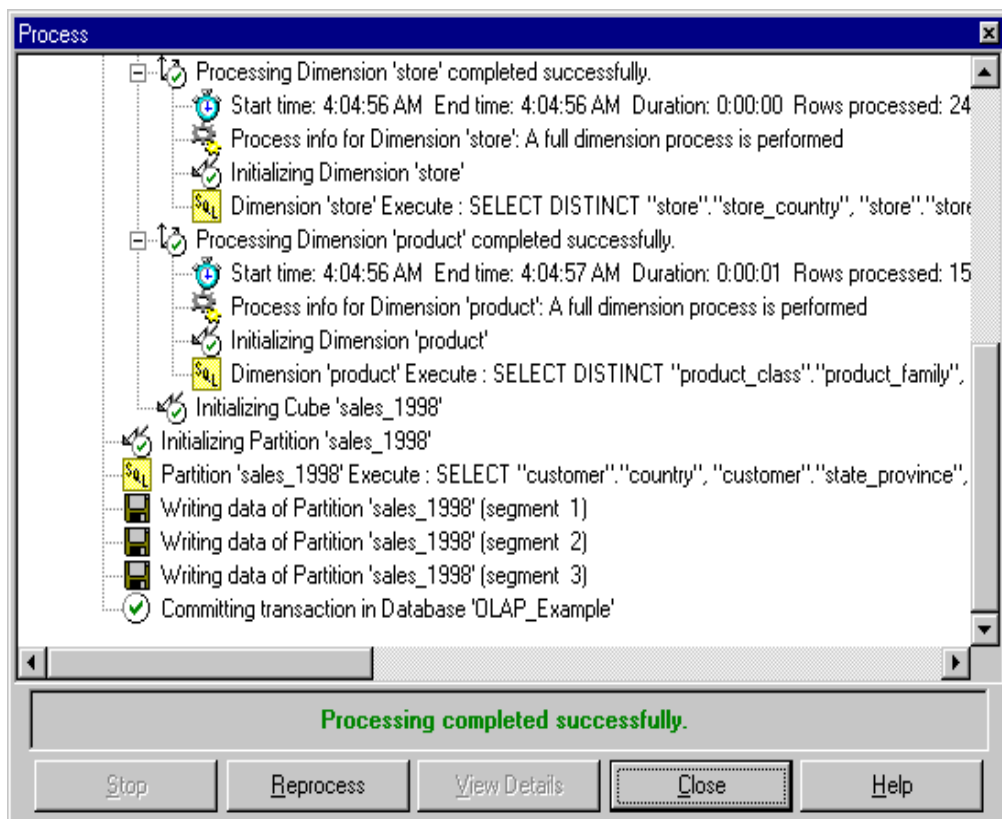 Process
Processing Dimension 'store' completed successfully.
Start time: 4:04:56 AM End time: 4:04:56 AM Duration: 0:00:00 Rows processed: 24
Process info for Dimension 'store': A full dimension process is performed
Initializing Dimension 'store'
SQL Dimension 'store' Execute : SELECT DISTINCT "store"."store_country", "store"."store
Processing Dimension 'product' completed successfully.
Start time: 4:04:56 AM End time: 4:04:57 AM Duration: 0:00:01 Rows processed: 15
Process info for Dimension 'product': A full dimension process is performed
Initializing Dimension 'product'
SQL Dimension 'product' Execute : SELECT DISTINCT "product_class"."product_family",
Initializing Cube 'sales_1998'
Initializing Partition 'sales_1998'
SQL Partition 'sales_1998' Execute : SELECT "customer"."country", "customer"."state_province",
Writing data of Partition 'sales_1998' (segment 1)
Writing data of Partition 'sales_1998' (segment 2)
Writing data of Partition 'sales_1998' (segment 3)
Committing transaction in Database 'OLAP_Example'
Processing completed successfully.
Stop Reprocess View Details Close Help